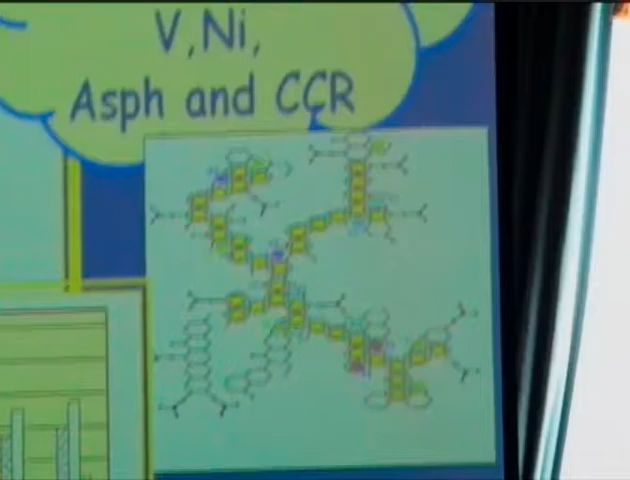 V,Ni,
Asph and CCR